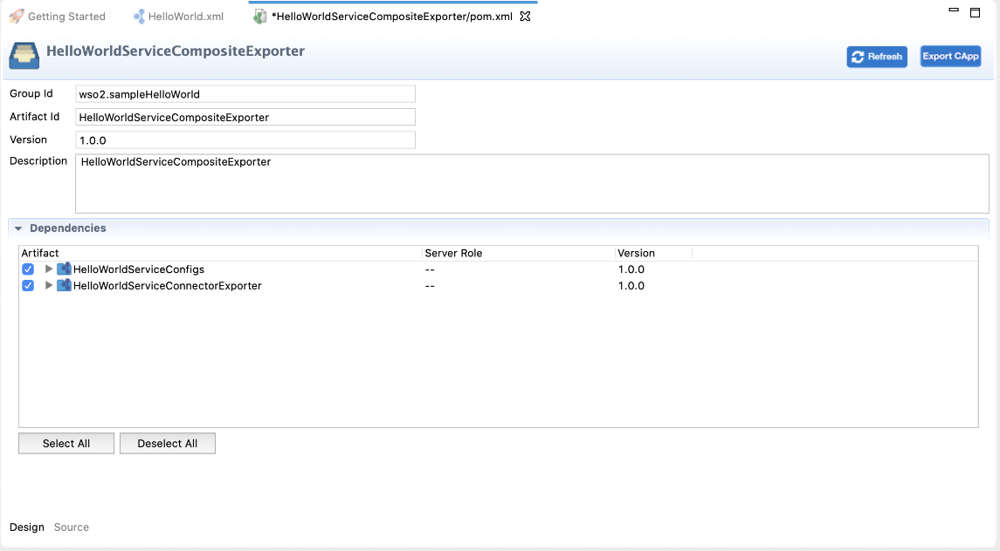 Getting Started HelloWorld.xml *HelloWorldServiceCompositeExporter/pom.xml
HelloWorldServiceCompositeExporter
Refresh Export CApp
Group Id wso2.sampleHelloWorld
Artifact Id HelloWorldServiceCompositeExporter
Version 1.0.0
Description HelloWorldServiceCompositeExporter
Dependencies
Artifact Server Role Version
HelloWorldServiceConfigs -- 1.0.0
HelloWorldServiceConnectorExporter -- 1.0.0
Select All Deselect All
Design Source